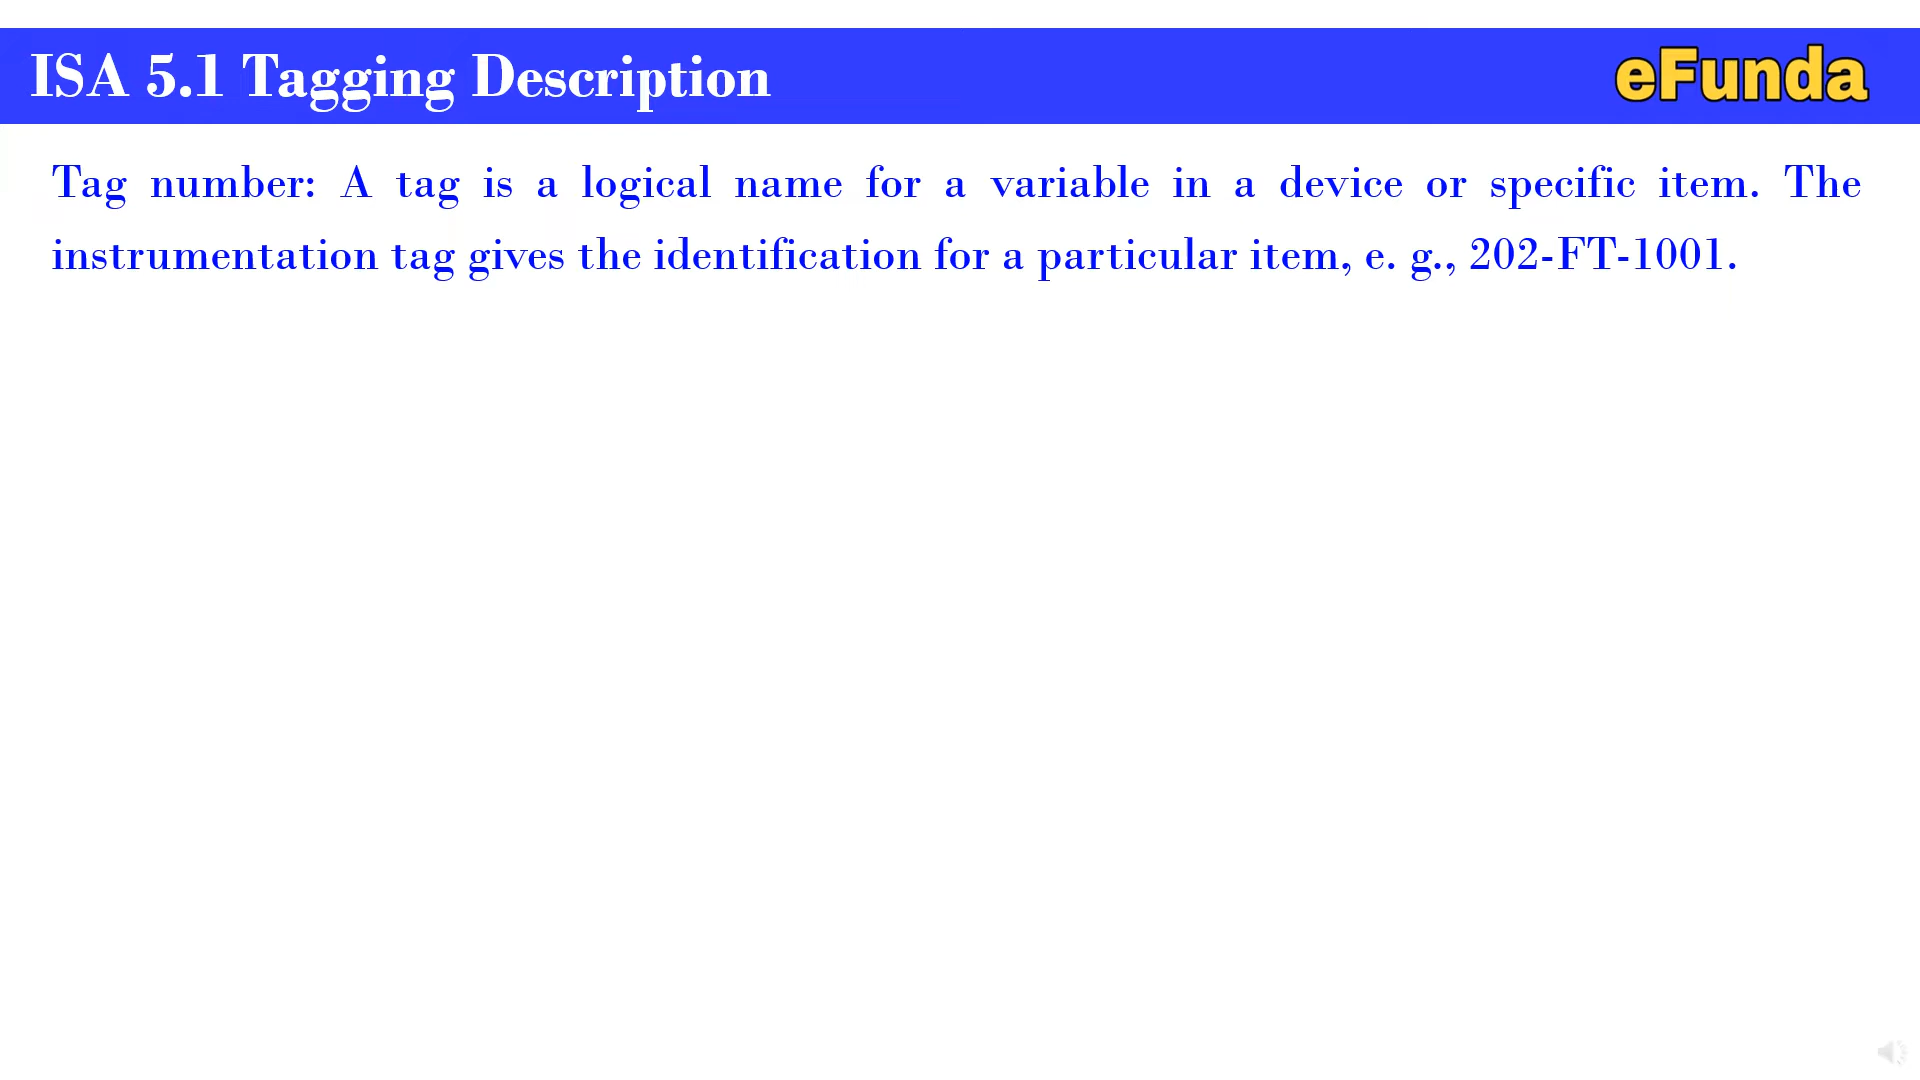 ISA 5.1 Tagging Description
eFunda
Tag number: A tag is a logical name for a variable in a device or specific item. The
instrumentation tag gives the identification for a particular item, e. g., 202-FT-1001.